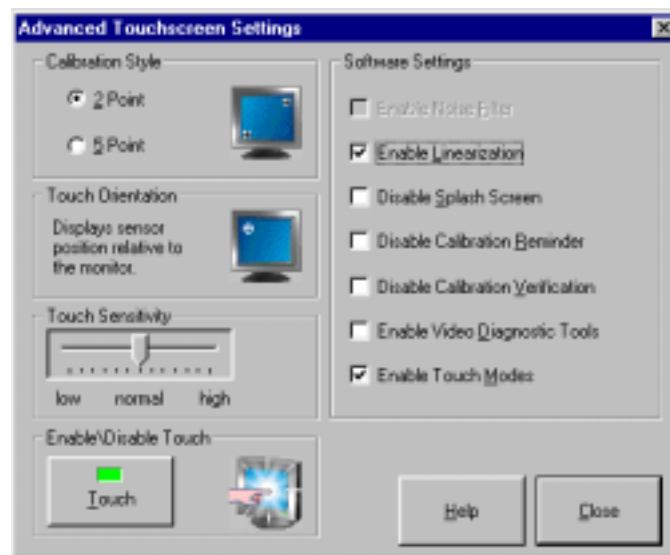 Advanced Touchscreen Settings
Calibration Style
2 Point
5 Point
Touch Orientation
Displays sensor
position relative to
the monitor.
Touch Sensitivity
low normal high
Enable\Disable Touch
Touch
Software Settings
Enable Noise Filter
Enable Linearization
Disable Splash Screen
Disable Calibration Reminder
Disable Calibration Verification
Enable Video Diagnostic Tools
Enable Touch Modes
Help
Close